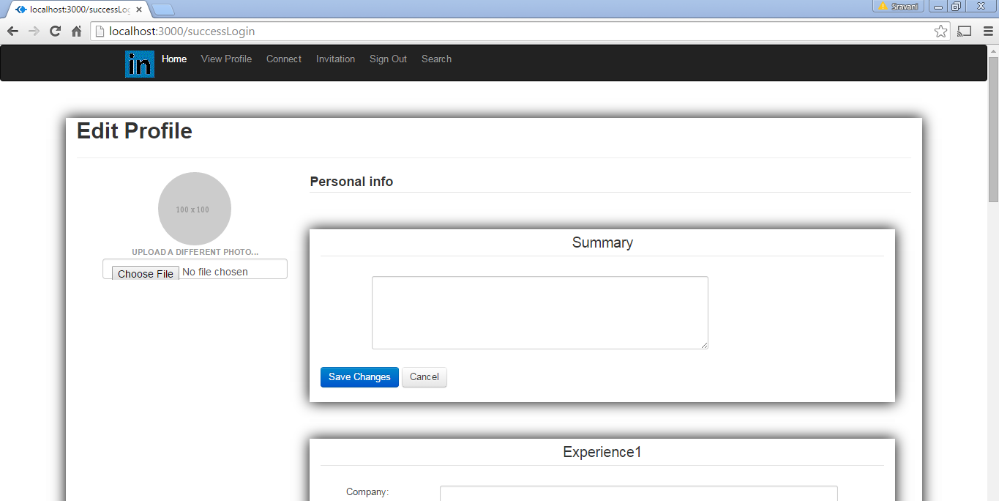 localhost:3000/successLog
Sravani
localhost:3000/successLogin
in Home View Profile Connect Invitation Sign Out Search
Edit Profile
100 x 100
UPLOAD A DIFFERENT PHOTO...
Choose File No file chosen
Personal info
Summary
Save Changes Cancel
Experience1
Company: